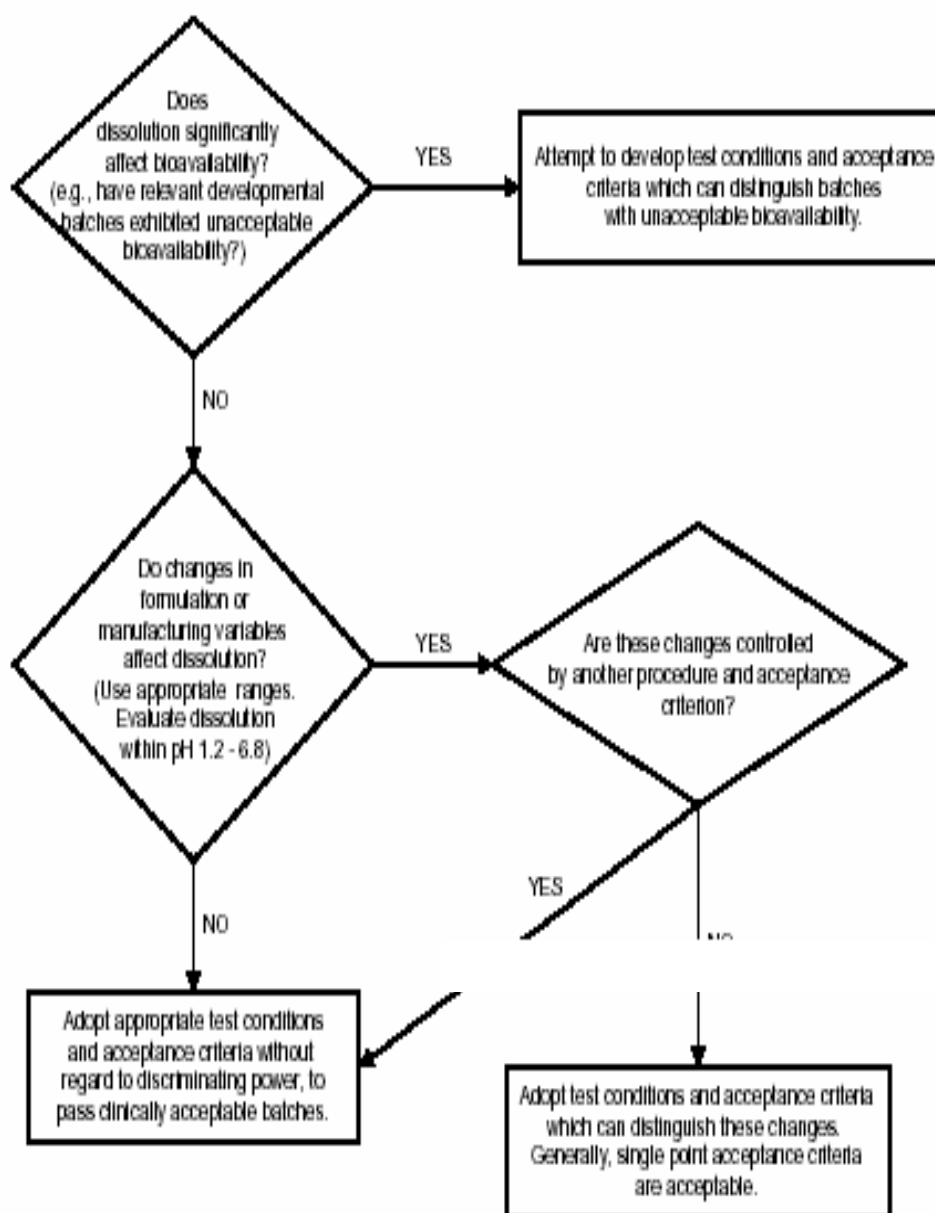 Does
dissolution significantly
affect bioavailability?
(e.g., have relevant developmental
batches exhibited unacceptable
bioavailability?)
YES
Attempt to develop test conditions and acceptance
criteria which can distinguish batches
with unacceptable bioavailability.
NO
Do changes in
formulation or
manufacturing variables
affect dissolution?
(Use appropriate ranges.
Evaluate dissolution
within pH 1.2 - 6.8)
YES
Are these changes controlled
by another procedure and acceptance
criterion?
YES
NO
Adopt appropriate test conditions
and acceptance criteria without
regard to discriminating power, to
pass clinically acceptable batches.
Adopt test conditions and acceptance criteria
which can distinguish these changes.
Generally, single point acceptance criteria
are acceptable.